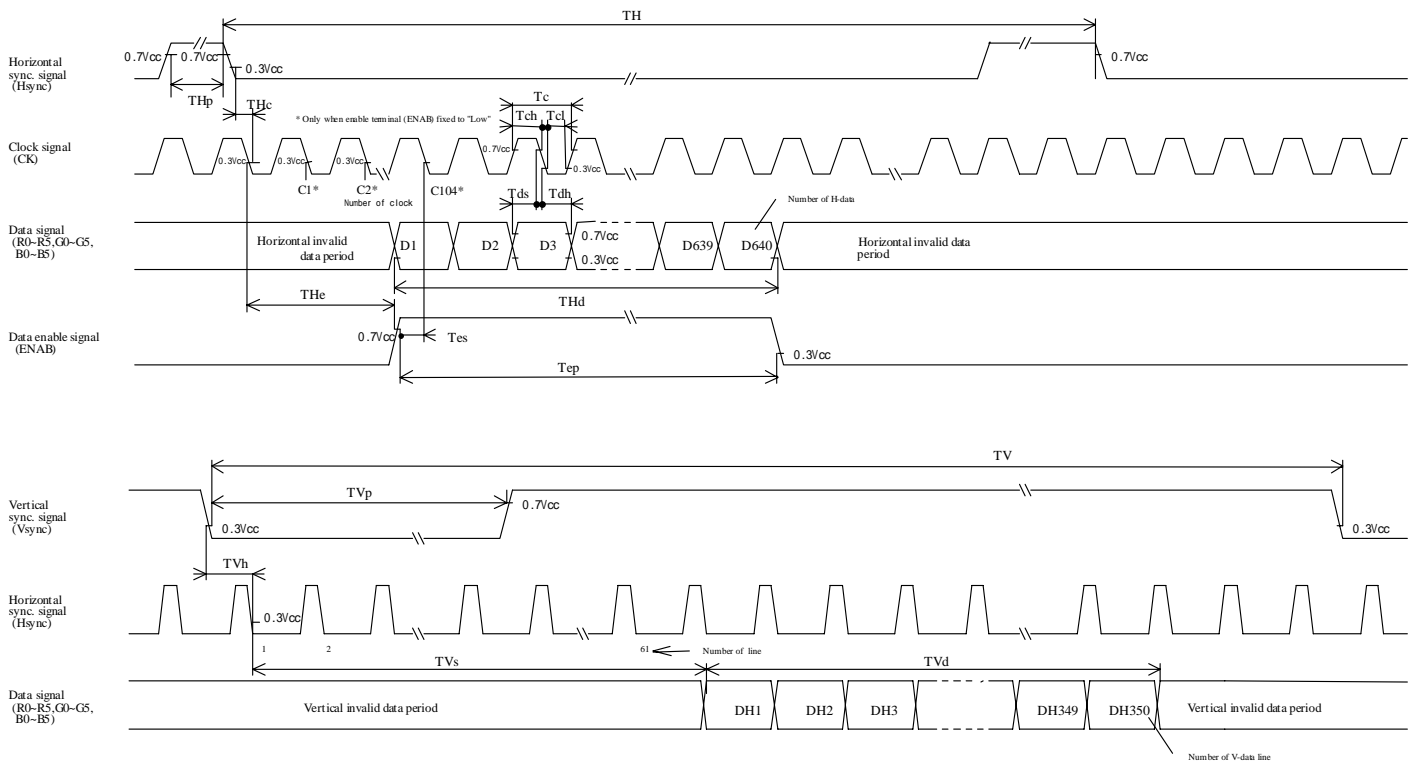 TH
Horizontal
sync. signal
(Hsync)
0.7Vcc
0.7Vcc
0.3Vcc
0.7Vcc
THp
THc
Tc
* Only when enable terminal (ENAB) fixed to "Low"
Tch
Tcl
Clock signal
(CK)
0.3Vcc
0.3Vcc
0.3Vcc
0.7Vcc
0.3Vcc
C1*
C2*
C104*
Number of clock
Tds
Tdh
Number of H-data
Data signal
(R0~R5,G0~G5,
B0~B5)
Horizontal invalid
data period
D1
D2
D3
0.7Vcc
0.3Vcc
D639
D640
Horizontal invalid data
period
THe
THd
Data enable signal
(ENAB)
0.7Vcc
Tes
0.3Vcc
Tep
TV
Vertical
sync. signal
(Vsync)
TVp
0.7Vcc
0.3Vcc
0.3Vcc
TVh
Horizontal
sync. signal
(Hsync)
0.3Vcc
1
2
61
Number of line
TVs
TVd
Data signal
(R0~R5,G0~G5,
B0~B5)
Vertical invalid data period
DH1
DH2
DH3
DH349
DH350
Vertical invalid data period
Number of V-data line